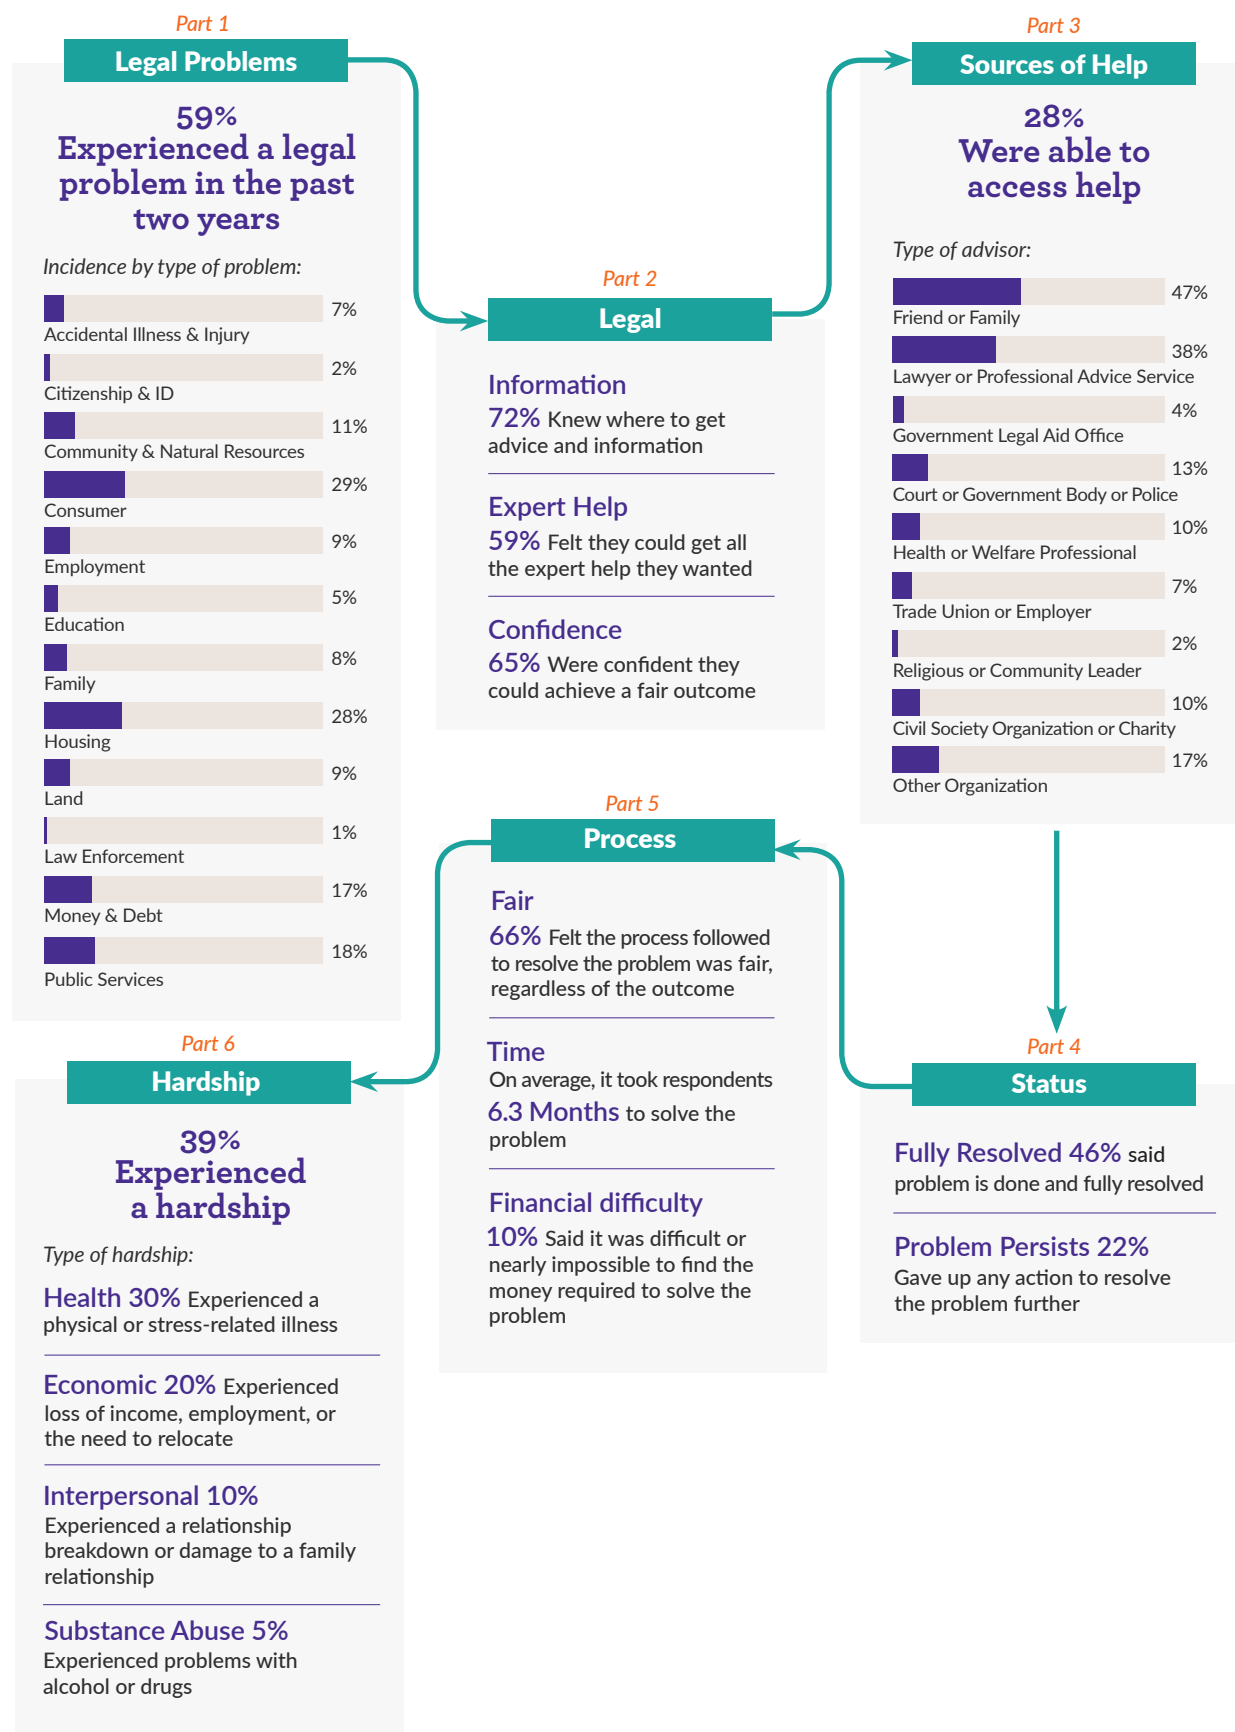 Part 1
Legal Problems
59%
Experienced a legal
problem in the past
two years
Incidence by type of problem:
7%
Accidental Illness & Injury
2%
Citizenship & ID
11%
Community & Natural Resources
29%
Consumer
9%
Employment
5%
Education
8%
Family
28%
Housing
9%
Land
1%
Law Enforcement
17%
Money & Debt
18%
Public Services
Part 2
Legal
Information
72% Knew where to get
advice and information
Expert Help
59% Felt they could get all
the expert help they wanted
Confidence
65% Were confident they
could achieve a fair outcome
Part 3
Sources of Help
28%
Were able to
access help
Type of advisor:
47%
Friend or Family
38%
Lawyer or Professional Advice Service
4%
Government Legal Aid Office
13%
Court or Government Body or Police
10%
Health or Welfare Professional
7%
Trade Union or Employer
2%
Religious or Community Leader
10%
Civil Society Organization or Charity
17%
Other Organization
Part 4
Status
Fully Resolved 46% said
problem is done and fully resolved
Problem Persists 22%
Gave up any action to resolve
the problem further
Part 5
Process
Fair
66% Felt the process followed
to resolve the problem was fair,
regardless of the outcome
Time
On average, it took respondents
6.3 Months to solve the
problem
Financial difficulty
10% Said it was difficult or
nearly impossible to find the
money required to solve the
problem
Part 6
Hardship
39%
Experienced
a hardship
Type of hardship:
Health 30% Experienced a
physical or stress-related illness
Economic 20% Experienced
loss of income, employment, or
the need to relocate
Interpersonal 10%
Experienced a relationship
breakdown or damage to a family
relationship
Substance Abuse 5%
Experienced problems with
alcohol or drugs